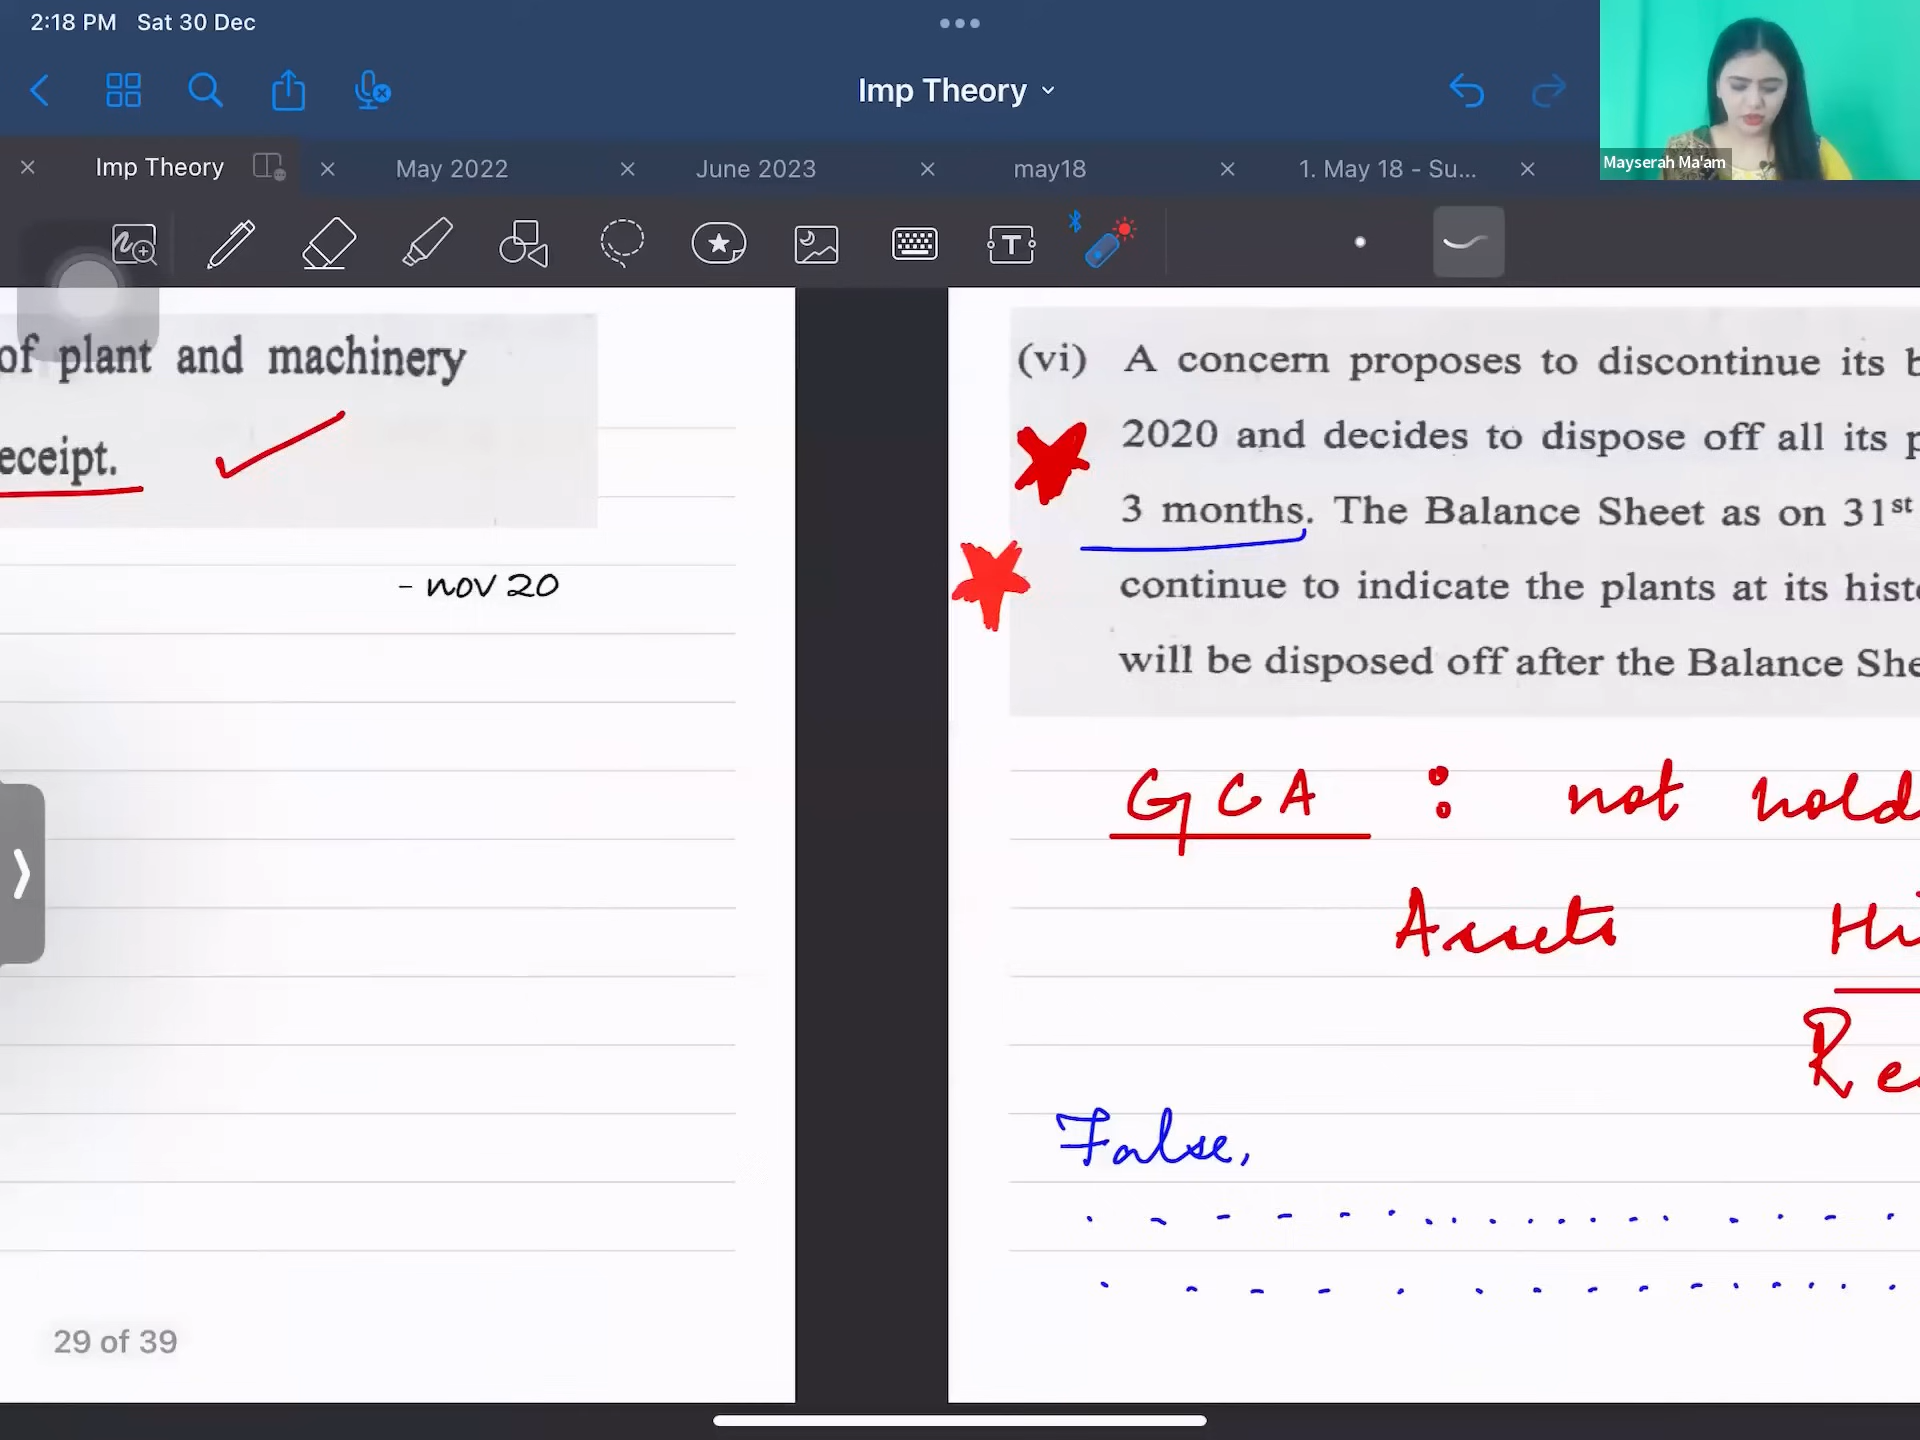 2:18 PM Sat 30 Dec
Imp Theory
Imp Theory
May 2022
June 2023
may18
1. May 18 - Su...
Mayserah Ma'am
T
of plant and machinery
eceipt.
- nov 20
29 of 39
(vi) A concern proposes to discontinue its b
2020 and decides to dispose off all its p
3 months. The Balance Sheet as on 31st
continue to indicate the plants at its histo
will be disposed off after the Balance She
GCA : not hold
Assets Hi
Re
False,